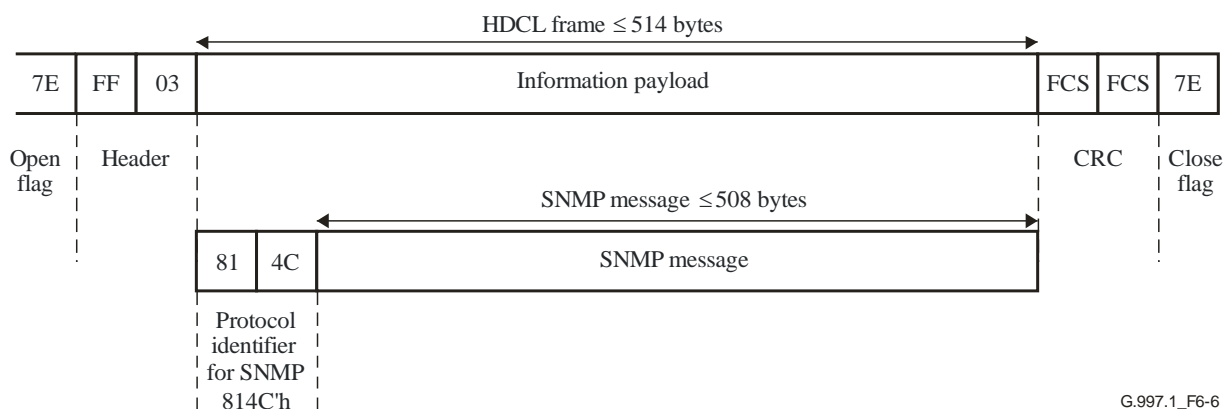 HDCL frame ≤ 514 bytes
7E FF 03 Information payload FCS FCS 7E
Open flag Header CRC Close flag
SNMP message ≤ 508 bytes
81 4C SNMP message
Protocol
identifier
for SNMP
814C'h
G.997.1_F6-6